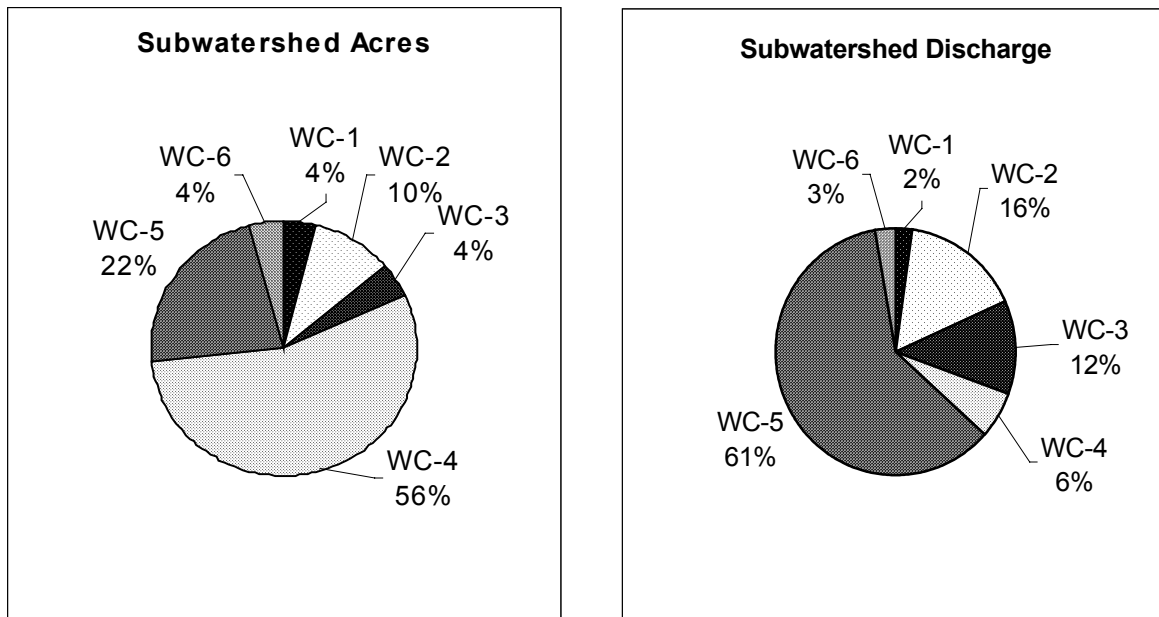 Subwatershed Acres
WC-1
4%
WC-2
10%
WC-3
4%
WC-4
56%
WC-5
22%
WC-6
4%
Subwatershed Discharge
WC-1
2%
WC-2
16%
WC-3
12%
WC-4
6%
WC-5
61%
WC-6
3%